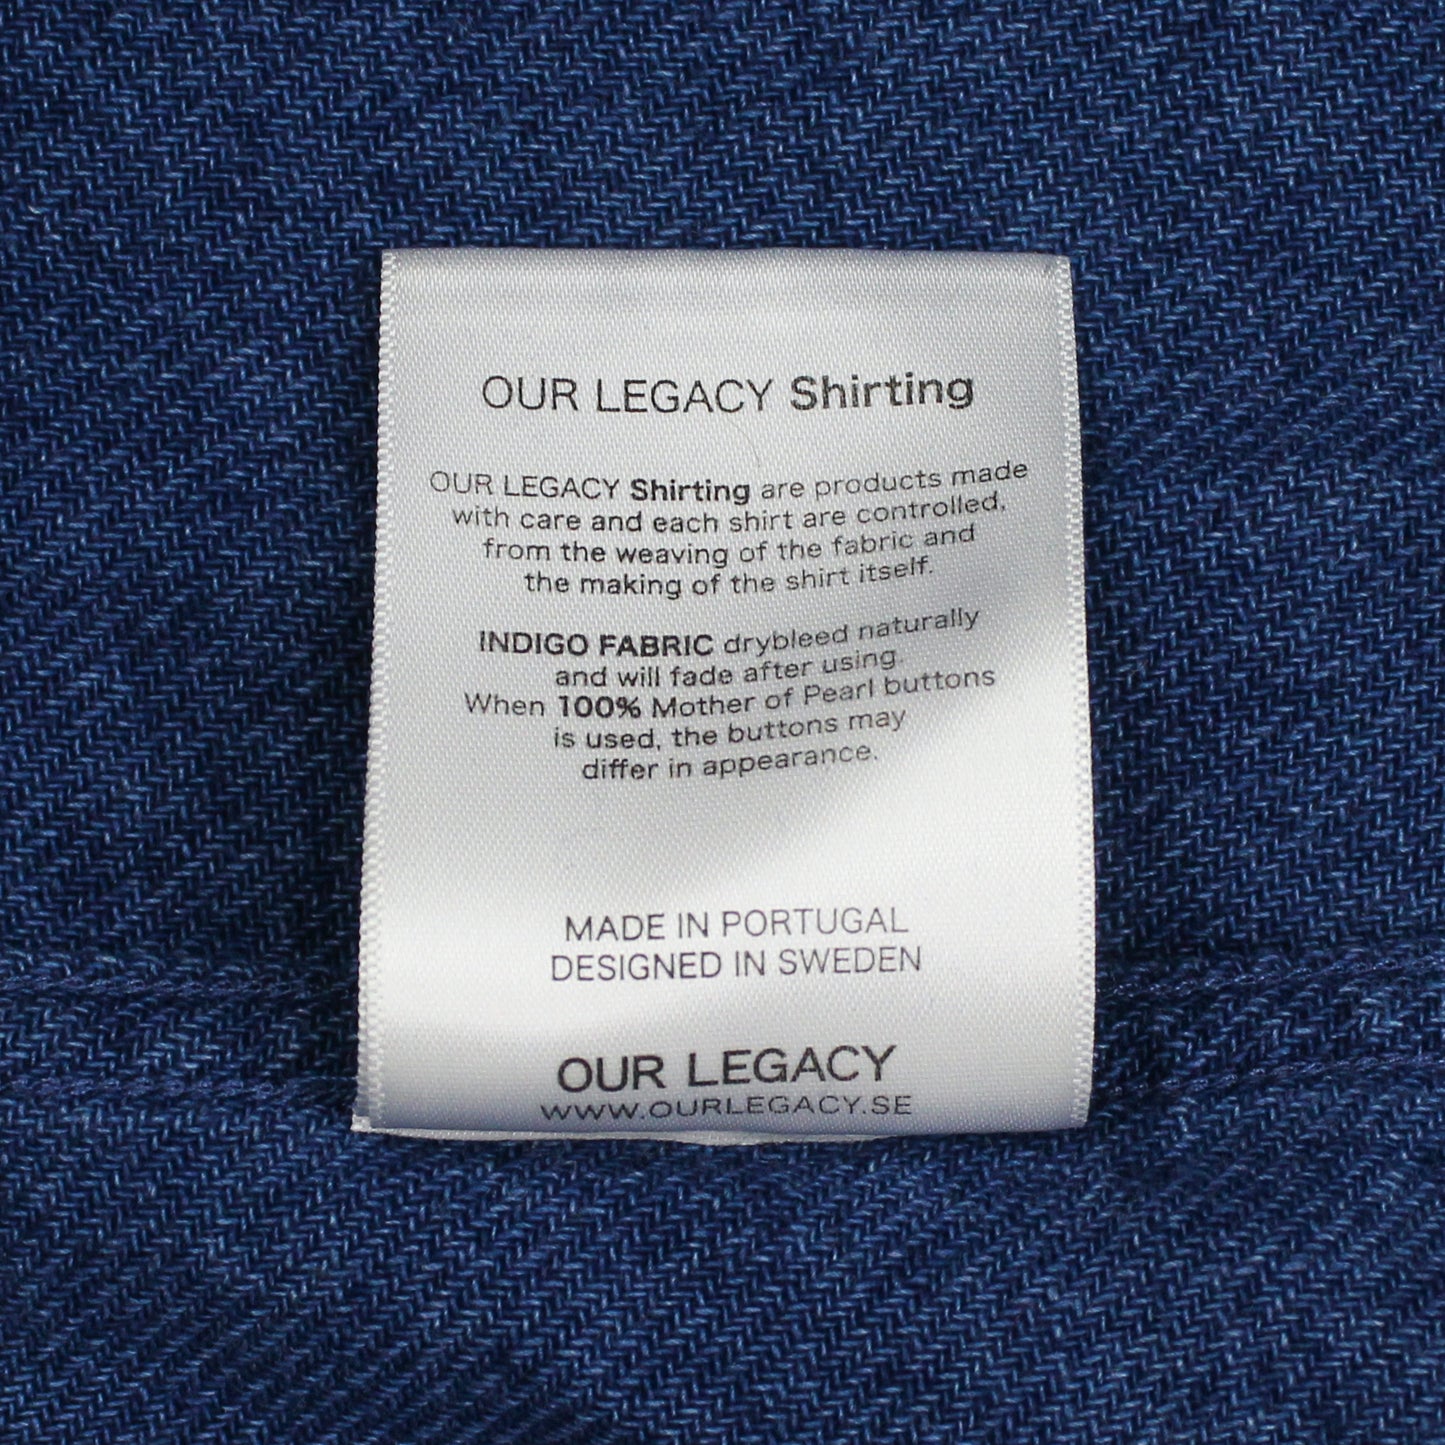 OUR LEGACY Shirting
OUR LEGACY Shirting are products made
with care and each shirt are controlled,
from the weaving of the fabric and
the making of the shirt itself.
INDIGO FABRIC drybleed naturally
and will fade after using.
When 100% Mother of Pearl buttons
is used, the buttons may
differ in appearance.
MADE IN PORTUGAL
DESIGNED IN SWEDEN
OUR LEGACY
WWW.OURLEGACY.SE